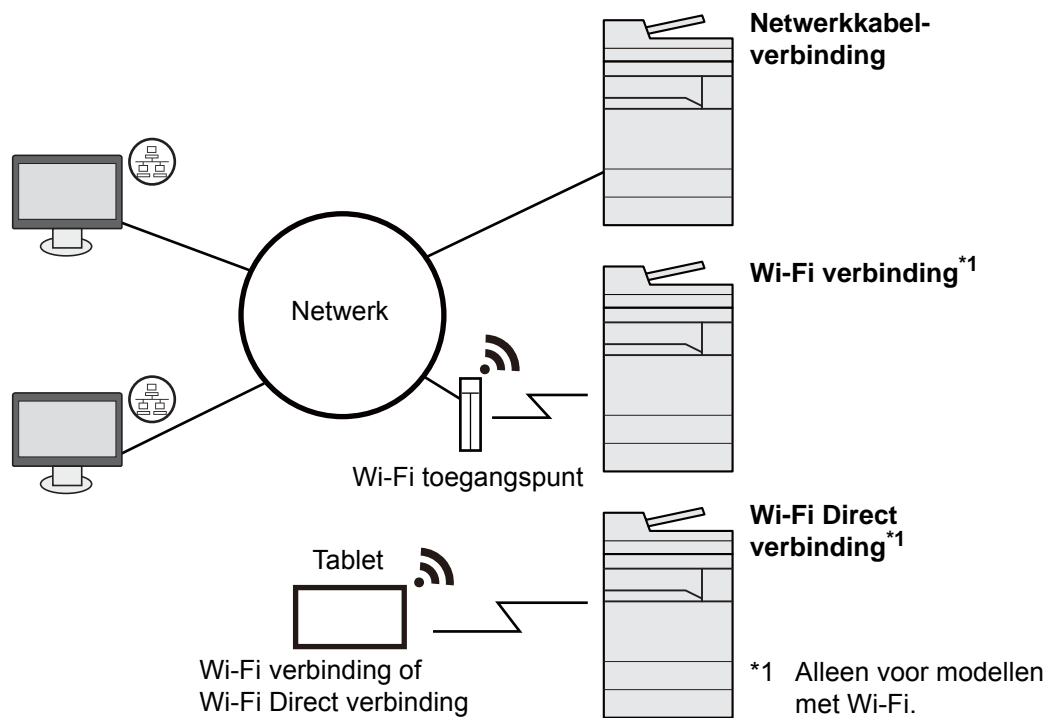 Netwerkkabel-
verbinding
Netwerk
Wi-Fi verbinding*1
Wi-Fi toegangspunt
Wi-Fi Direct
verbinding*1
Tablet
Wi-Fi verbinding of
Wi-Fi Direct verbinding
*1 Alleen voor modellen
met Wi-Fi.